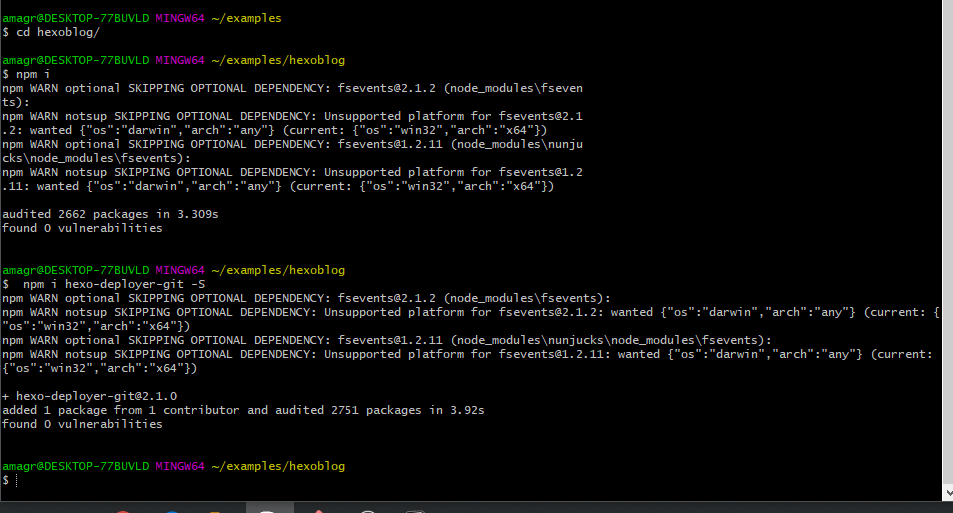 amagr@DESKTOP-77BUVLD MINGW64 ~/examples
$ cd hexoblog/
amagr@DESKTOP-77BUVLD MINGW64 ~/examples/hexoblog
$ npm i
npm WARN optional SKIPPING OPTIONAL DEPENDENCY: fsevents@2.1.2 (node_modules\fseven
ts):
npm WARN notsup SKIPPING OPTIONAL DEPENDENCY: Unsupported platform for fsevents@2.1
.2: wanted {"os":"darwin","arch":"any"} (current: {"os":"win32","arch":"x64"})
npm WARN optional SKIPPING OPTIONAL DEPENDENCY: fsevents@1.2.11 (node_modules\nunju
cks\node_modules\fsevents):
npm WARN notsup SKIPPING OPTIONAL DEPENDENCY: Unsupported platform for fsevents@1.2
.11: wanted {"os":"darwin","arch":"any"} (current: {"os":"win32","arch":"x64"})
audited 2662 packages in 3.309s
found 0 vulnerabilities
amagr@DESKTOP-77BUVLD MINGW64 ~/examples/hexoblog
$  npm i hexo-deployer-git -S
npm WARN optional SKIPPING OPTIONAL DEPENDENCY: fsevents@2.1.2 (node_modules\fsevents):
npm WARN notsup SKIPPING OPTIONAL DEPENDENCY: Unsupported platform for fsevents@2.1.2: wanted {"os":"darwin","arch":"any"} (current: {
"os":"win32","arch":"x64"})
npm WARN optional SKIPPING OPTIONAL DEPENDENCY: fsevents@1.2.11 (node_modules\nunjucks\node_modules\fsevents):
npm WARN notsup SKIPPING OPTIONAL DEPENDENCY: Unsupported platform for fsevents@1.2.11: wanted {"os":"darwin","arch":"any"} (current:
{"os":"win32","arch":"x64"})
+ hexo-deployer-git@2.1.0
added 1 package from 1 contributor and audited 2751 packages in 3.92s
found 0 vulnerabilities
amagr@DESKTOP-77BUVLD MINGW64 ~/examples/hexoblog
$